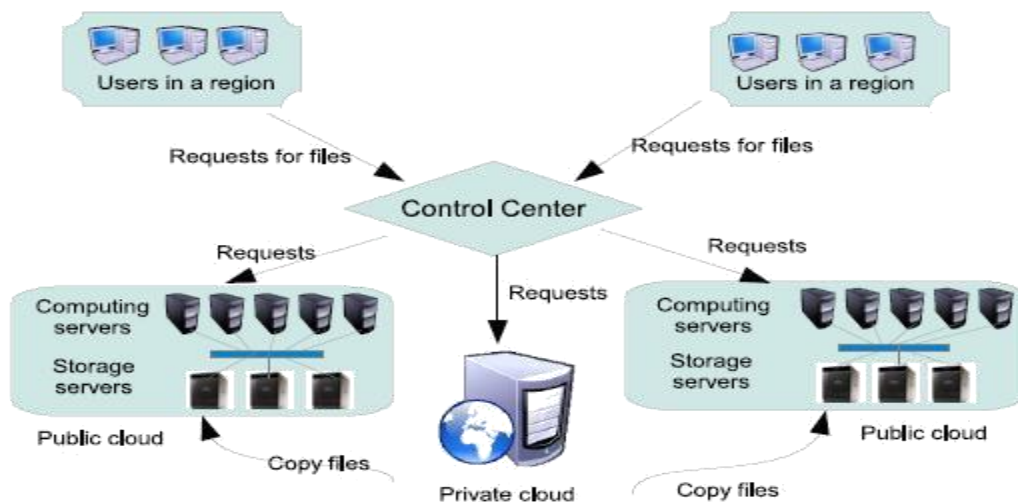 Users in a region
Users in a region
Requests for files
Requests for files
Control Center
Requests
Requests
Requests
Computing
servers
Storage
servers
Public cloud
Computing
servers
Storage
servers
Public cloud
Copy files
Private cloud
Copy files